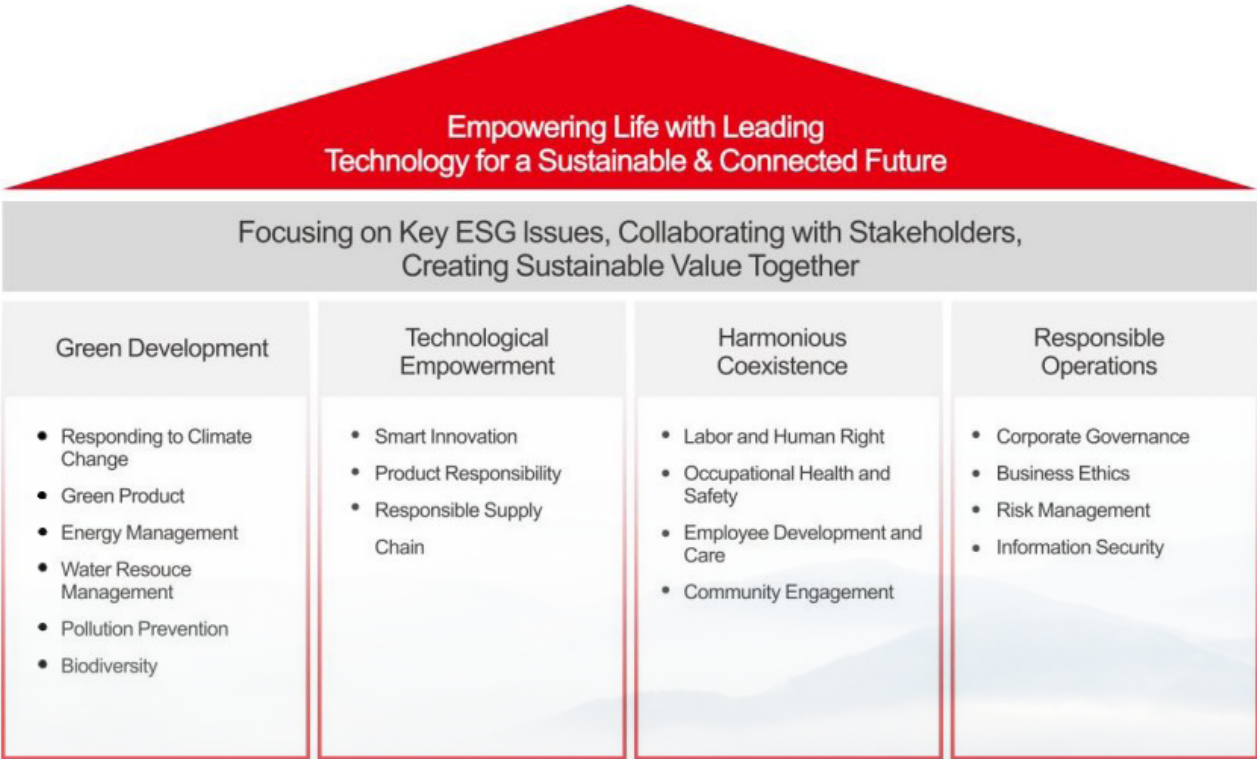 Empowering Life with Leading
Technology for a Sustainable & Connected Future
Focusing on Key ESG Issues, Collaborating with Stakeholders,
Creating Sustainable Value Together
Green Development
• Responding to Climate
Change
• Green Product
• Energy Management
• Water Resouce
Management
• Pollution Prevention
• Biodiversity
Technological
Empowerment
• Smart Innovation
• Product Responsibility
• Responsible Supply
Chain
Harmonious
Coexistence
• Labor and Human Right
• Occupational Health and
Safety
• Employee Development and
Care
• Community Engagement
Responsible
Operations
• Corporate Governance
• Business Ethics
• Risk Management
• Information Security